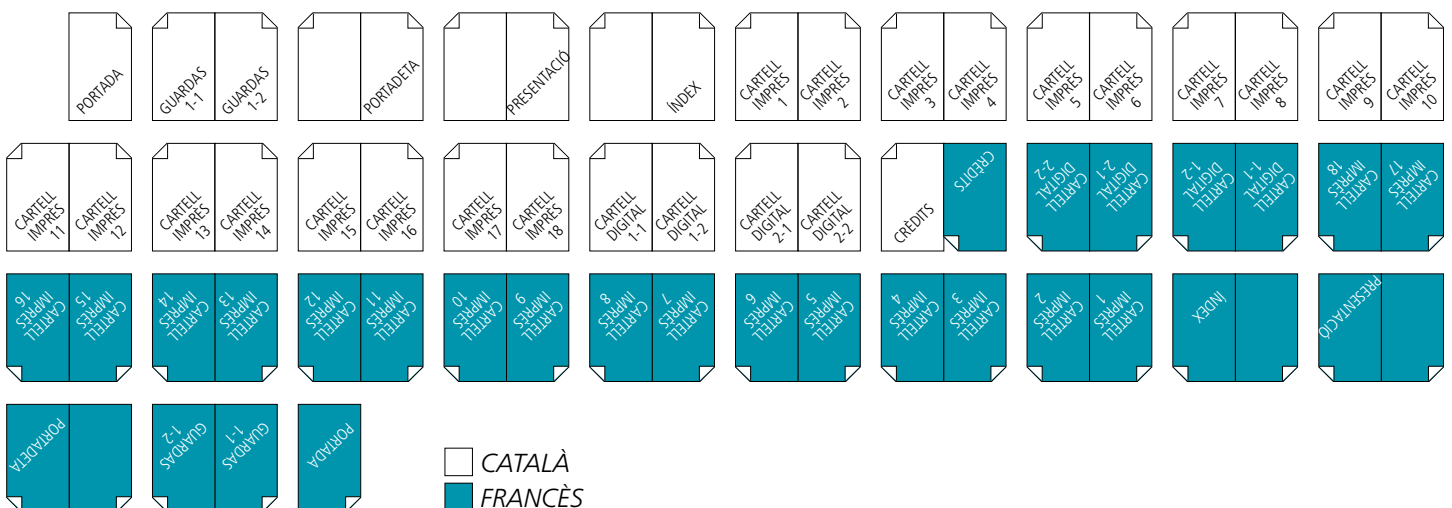 PORTADA
GUARDAS
1-1
GUARDAS
1-2
PORTADETA
PRESENTACIÓ
ÍNDEX
CARTELL
IMPRÈS
1
CARTELL
IMPRÈS
2
CARTELL
IMPRÈS
3
CARTELL
IMPRÈS
4
CARTELL
IMPRÈS
5
CARTELL
IMPRÈS
6
CARTELL
IMPRÈS
7
CARTELL
IMPRÈS
8
CARTELL
IMPRÈS
9
CARTELL
IMPRÈS
10
CARTELL
IMPRÈS
11
CARTELL
IMPRÈS
12
CARTELL
IMPRÈS
13
CARTELL
IMPRÈS
14
CARTELL
IMPRÈS
15
CARTELL
IMPRÈS
16
CARTELL
IMPRÈS
17
CARTELL
IMPRÈS
18
CARTELL
DIGITAL
1-1
CARTELL
DIGITAL
1-2
CARTELL
DIGITAL
2-1
CARTELL
DIGITAL
2-2
CRÈDITS
CRÈDITS
CARTELL
DIGITAL
2-2
CARTELL
DIGITAL
2-1
CARTELL
DIGITAL
1-2
CARTELL
DIGITAL
1-1
CARTELL
IMPRÈS
18
CARTELL
IMPRÈS
17
CARTELL
IMPRÈS
16
CARTELL
IMPRÈS
15
CARTELL
IMPRÈS
14
CARTELL
IMPRÈS
13
CARTELL
IMPRÈS
12
CARTELL
IMPRÈS
11
CARTELL
IMPRÈS
10
CARTELL
IMPRÈS
9
CARTELL
IMPRÈS
8
CARTELL
IMPRÈS
7
CARTELL
IMPRÈS
6
CARTELL
IMPRÈS
5
CARTELL
IMPRÈS
4
CARTELL
IMPRÈS
3
CARTELL
IMPRÈS
2
CARTELL
IMPRÈS
1
ÍNDEX
PRESENTACIÓ
PORTADETA
GUARDAS
1-2
GUARDAS
1-1
PORTADA
CATALÀ
FRANCÈS